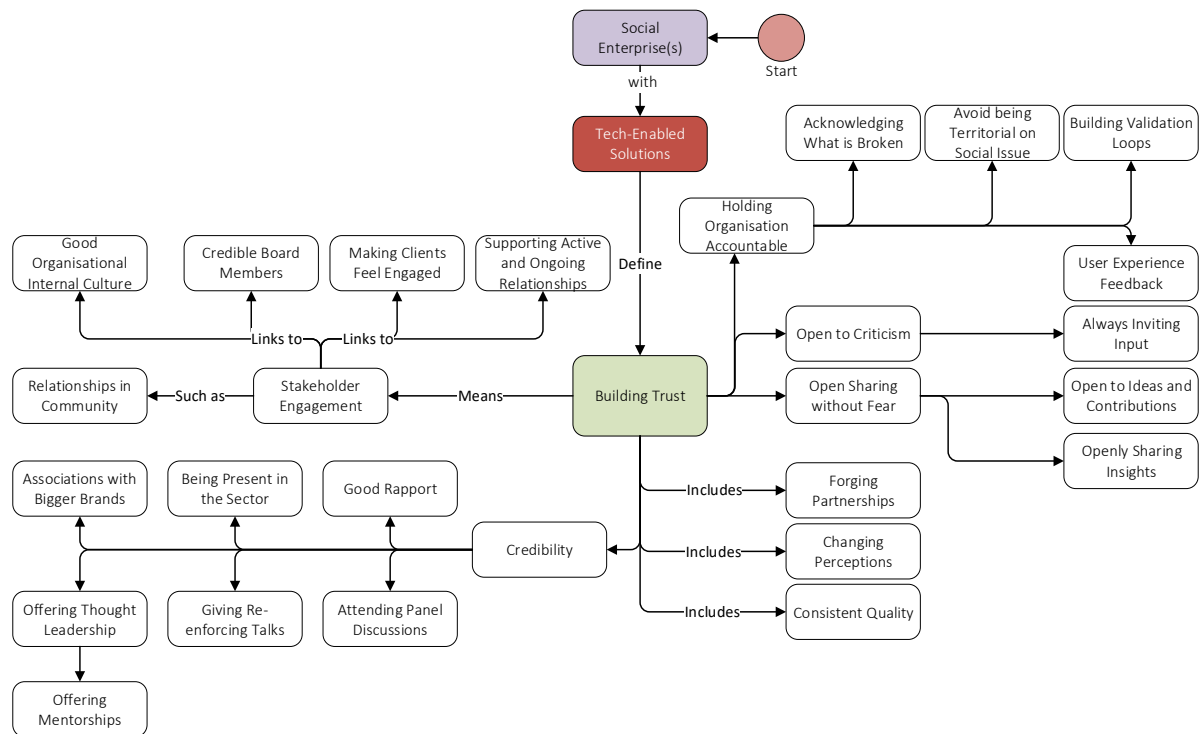 Social
Enterprise(s)
Start
with
Tech-Enabled
Solutions
Acknowledging
What is Broken
Avoid being
Territorial on
Social Issue
Building Validation
Loops
Holding
Organisation
Accountable
User Experience
Feedback
Define
Good
Organisational
Internal Culture
Credible Board
Members
Making Clients
Feel Engaged
Supporting Active
and Ongoing
Relationships
Links to
Links to
Open to Criticism
Always Inviting
Input
Relationships in
Community
Such as
Stakeholder
Engagement
Means
Building Trust
Open Sharing
without Fear
Open to Ideas and
Contributions
Openly Sharing
Insights
Associations with
Bigger Brands
Being Present in
the Sector
Good Rapport
Includes
Forging
Partnerships
Credibility
Includes
Changing
Perceptions
Offering Thought
Leadership
Giving Re-
enforcing Talks
Attending Panel
Discussions
Includes
Consistent Quality
Offering
Mentorships